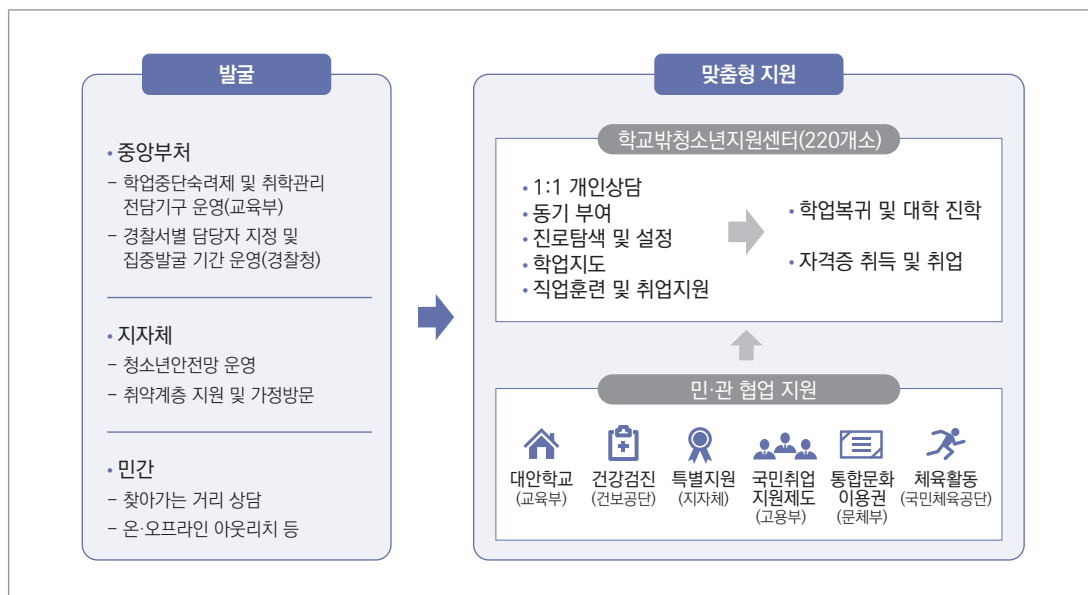 발굴
• 중앙부처
– 학업중단숙려제 및 취학관리
전담기구 운영(교육부)
– 경찰서별 담당자 지정 및
집중발굴 기간 운영(경찰청)
• 지자체
– 청소년안전망 운영
– 취약계층 지원 및 가정방문
• 민간
– 찾아가는 거리 상담
– 온·오프라인 아웃리치 등
맞춤형 지원
학교밖청소년지원센터(220개소)
• 1:1 개인상담
• 동기 부여
• 진로탐색 및 설정
• 학업지도
• 직업훈련 및 취업지원
• 학업복귀 및 대학 진학
• 자격증 취득 및 취업
민·관 협업 지원
대안학교
(교육부)
건강검진
(건보공단)
특별지원
(지자체)
국민취업
지원제도
(고용부)
통합문화
이용권
(문체부)
체육활동
(국민체육공단)